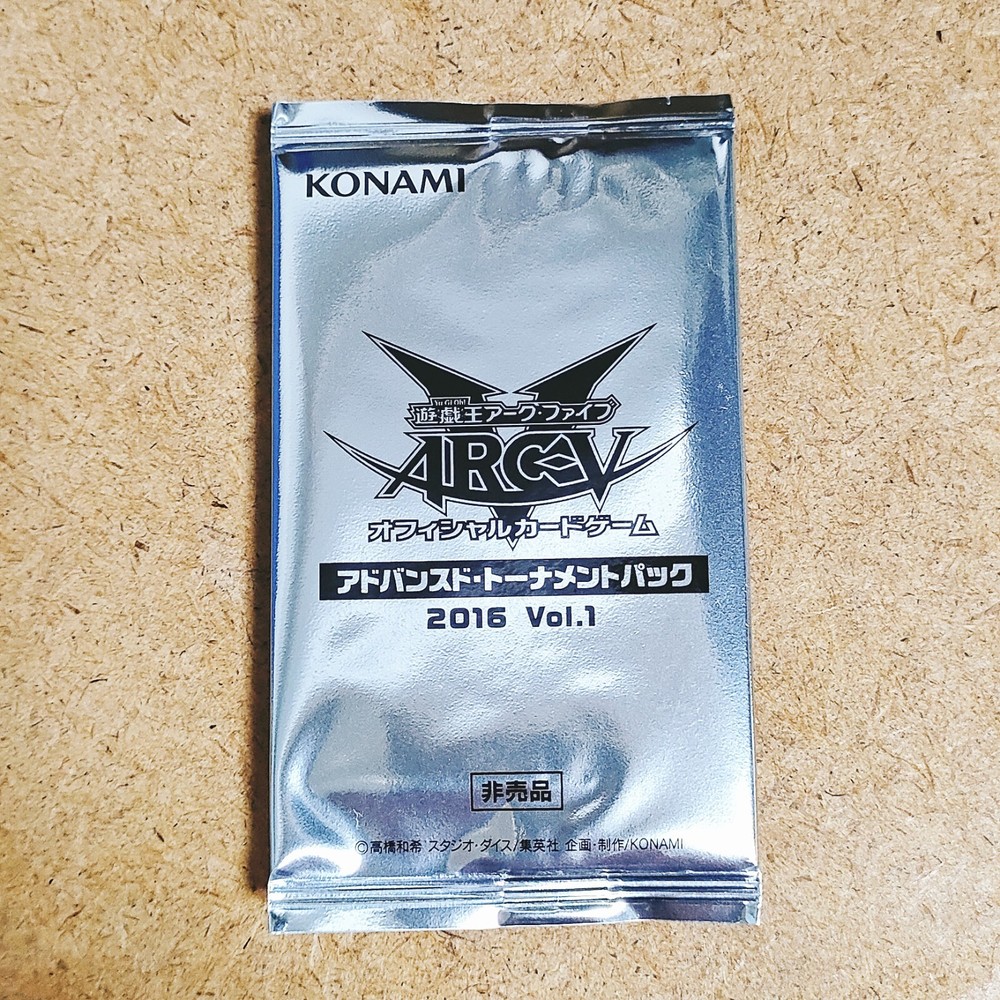 KONAMI
Yu Gi Oh!
遊戯王アーク・ファイブ
ARC-V
オフィシャルカードゲーム
アドバンスド・トーナメントパック
2016 Vol.1
非売品
©高橋和希 スタジオ・ダイス/集英社 企画・制作/KONAMI